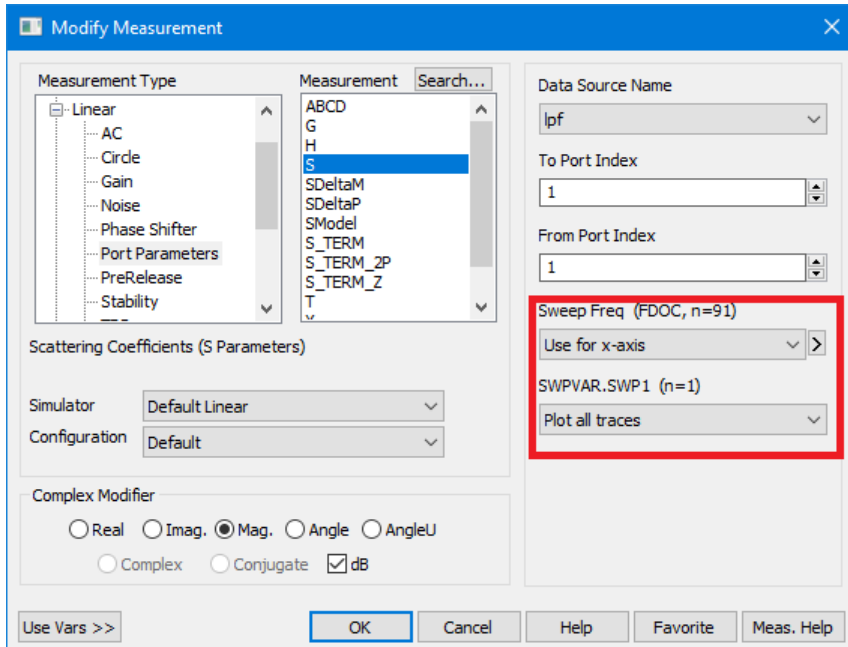 Modify Measurement
Measurement Type
Linear
AC
Circle
Gain
Noise
Phase Shifter
Port Parameters
PreRelease
Stability
Measurement
Search...
ABCD
G
H
S
SDeltaM
SDeltaP
SModel
S_TERM
S_TERM_2P
S_TERM_Z
T
Data Source Name
lpf
To Port Index
1
From Port Index
1
Sweep Freq (FDOC, n=91)
Use for x-axis
>
SWPVAR.SWP1 (n=1)
Plot all traces
Scattering Coefficients (S Parameters)
Simulator
Default Linear
Configuration
Default
Complex Modifier
Real Imag. Mag. Angle AngleU
Complex Conjugate dB
Use Vars >> OK Cancel Help Favorite Meas. Help